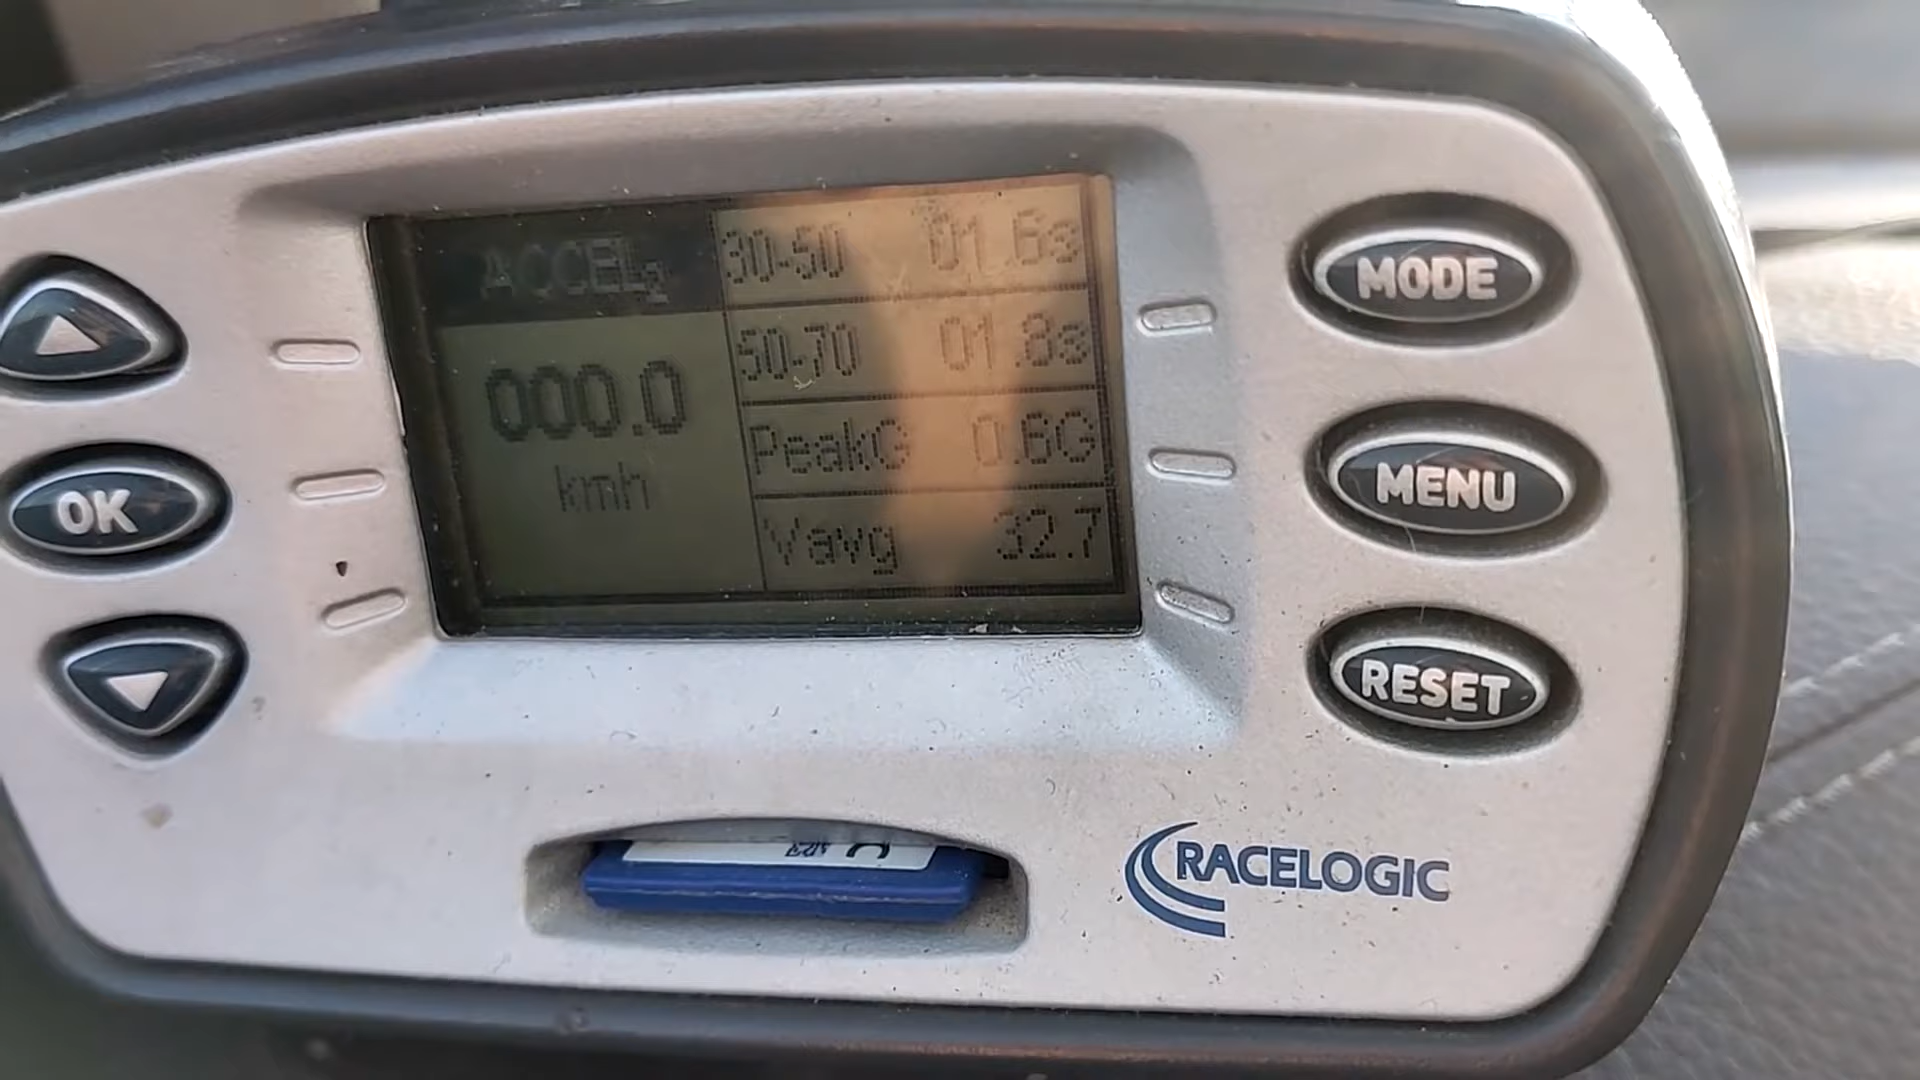 ACCEL2
000.0
kmh
30-50 01.6s
50-70 01.8s
PeakG 0.6G
Vavg 32.7
OK
MODE
MENU
RESET
RACELOGIC